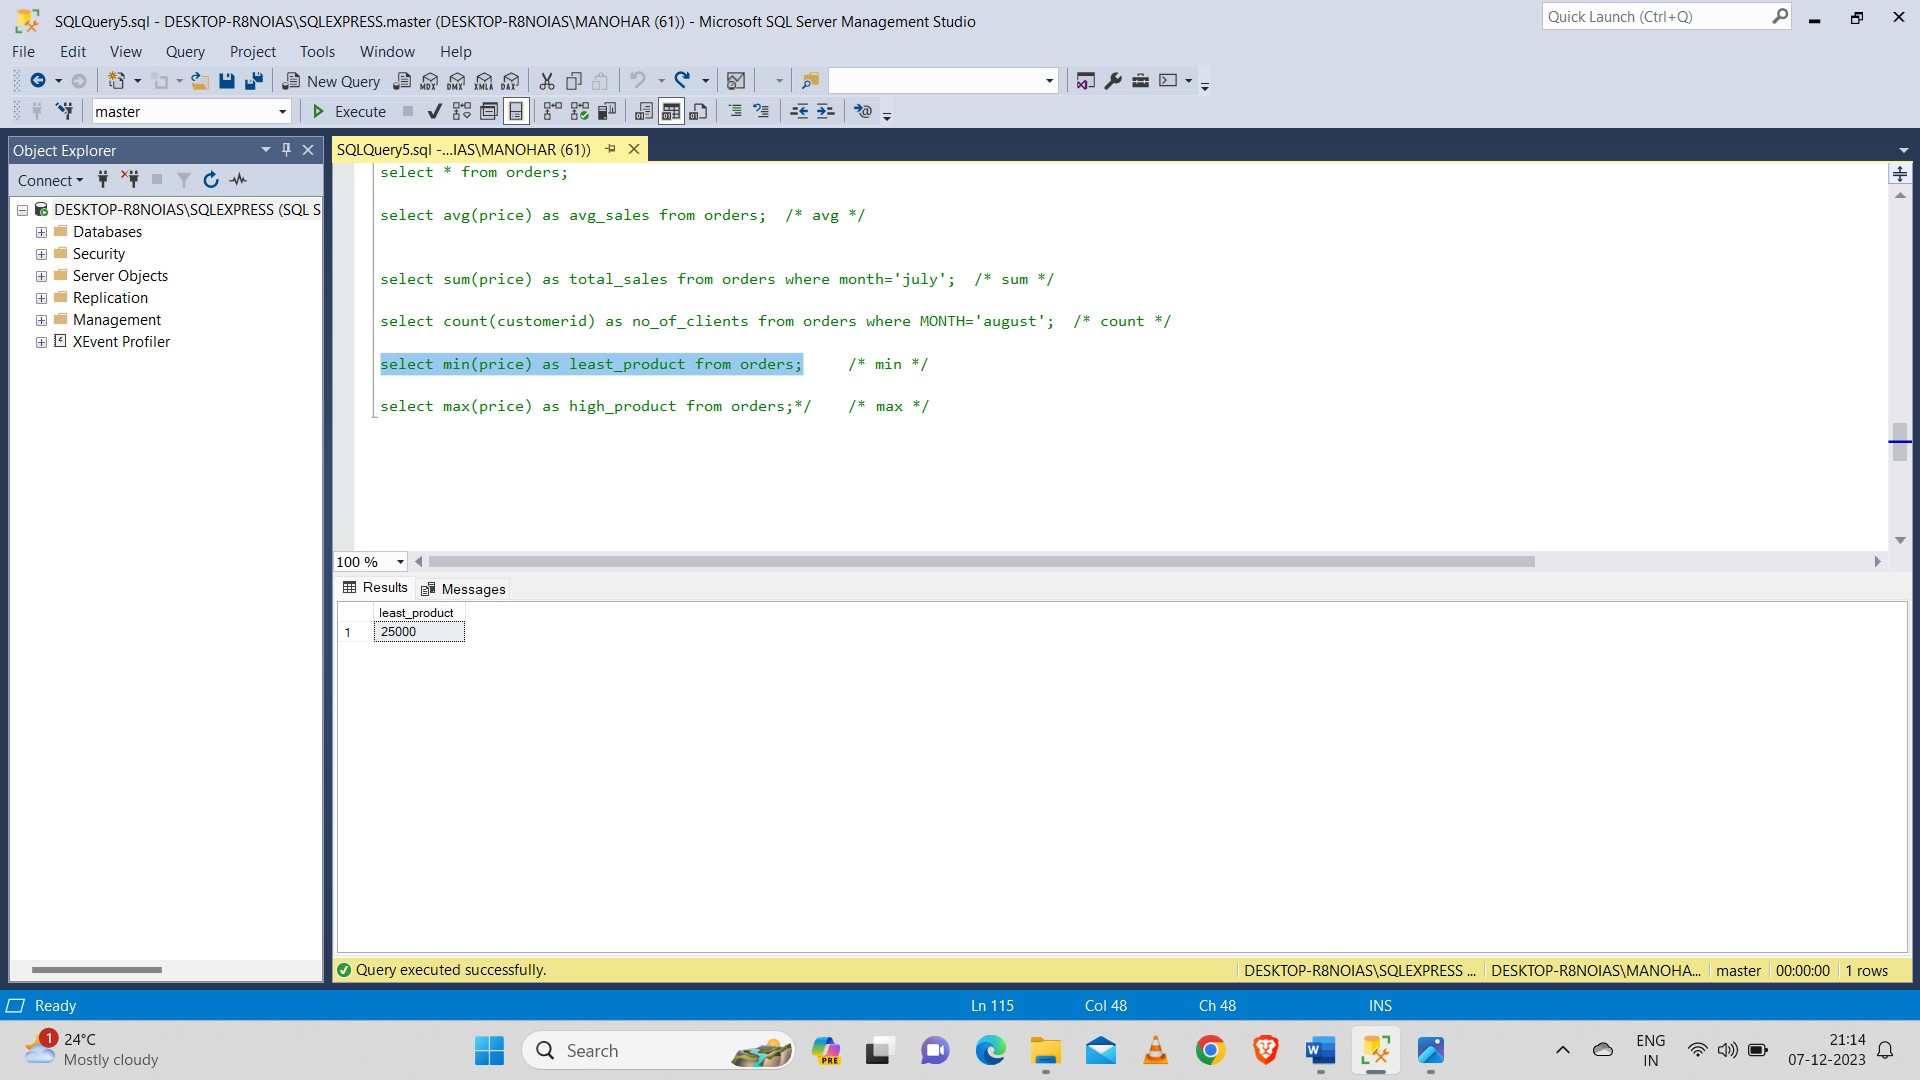 SQLQuery5.sql - DESKTOP-R8NOIAS\SQLEXPRESS.master (DESKTOP-R8NOIAS\MANOHAR (61)) - Microsoft SQL Server Management Studio
Quick Launch (Ctrl+Q)
File Edit View Query Project Tools Window Help
New Query MDX DMX XMLA DAX
master Execute
Object Explorer
SQLQuery5.sql -...IAS\MANOHAR (61))
Connect
DESKTOP-R8NOIAS\SQLEXPRESS (SQL S
Databases
Security
Server Objects
Replication
Management
XEvent Profiler
select * from orders;
select avg(price) as avg_sales from orders; /* avg */
select sum(price) as total_sales from orders where month='july'; /* sum */
select count(customerid) as no_of_clients from orders where MONTH='august'; /* count */
select min(price) as least_product from orders; /* min */
select max(price) as high_product from orders;*/ /* max */
100 %
Results Messages
least_product
1 25000
Query executed successfully.
DESKTOP-R8NOIAS\SQLEXPRESS ... DESKTOP-R8NOIAS\MANOHA... master 00:00:00 1 rows
Ready Ln 115 Col 48 Ch 48 INS
1
24°C
Mostly cloudy
Search
PRE
ENG
IN
21:14
07-12-2023